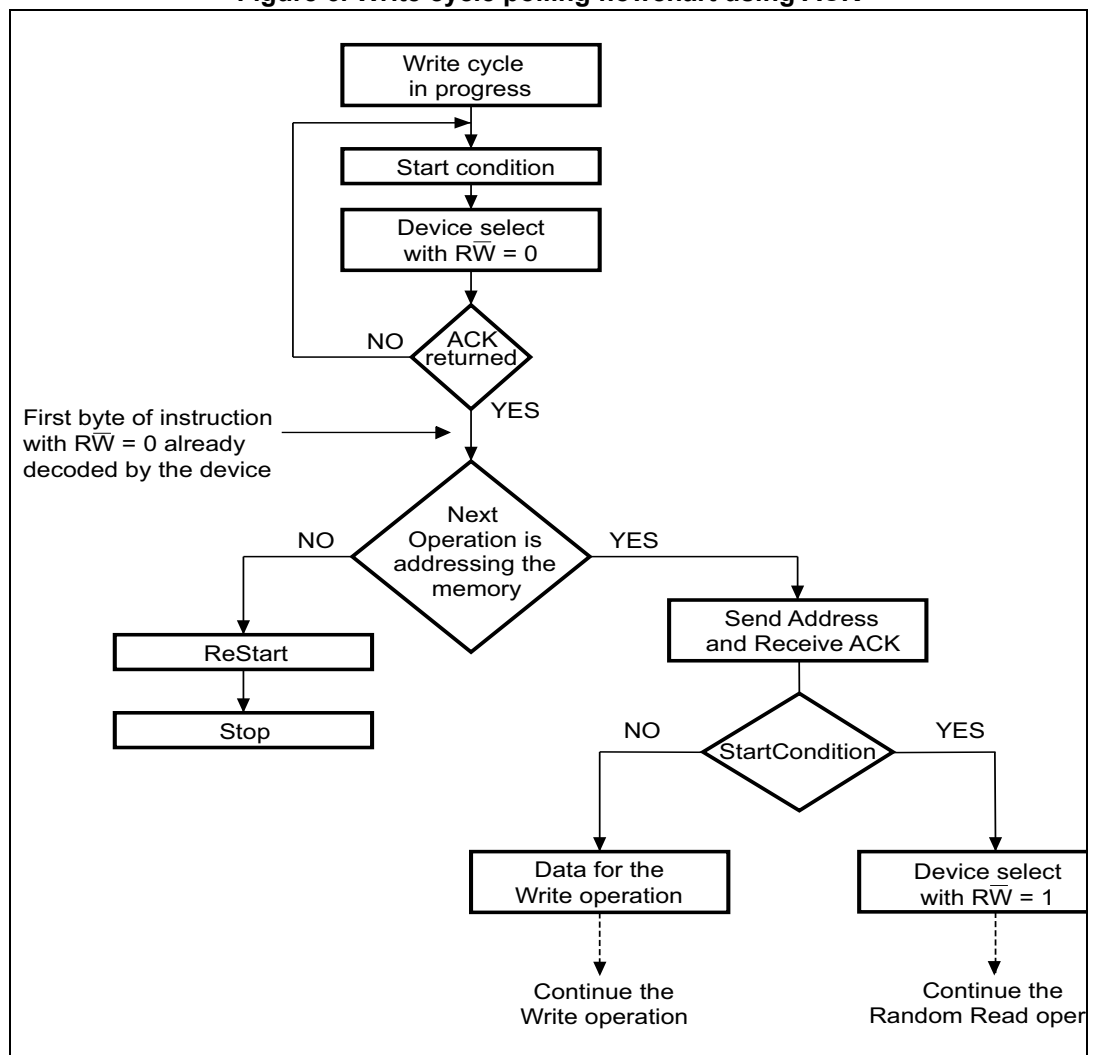 Write cycle
in progress
Start condition
Device select
with RW̅ = 0
NO
ACK
returned
YES
First byte of instruction
with RW̅ = 0 already
decoded by the device
Next
Operation is
addressing the
memory
NO
YES
Send Address
and Receive ACK
ReStart
Stop
NO
StartCondition
YES
Data for the
Write operation
Device select
with RW̅ = 1
Continue the
Write operation
Continue the
Random Read oper